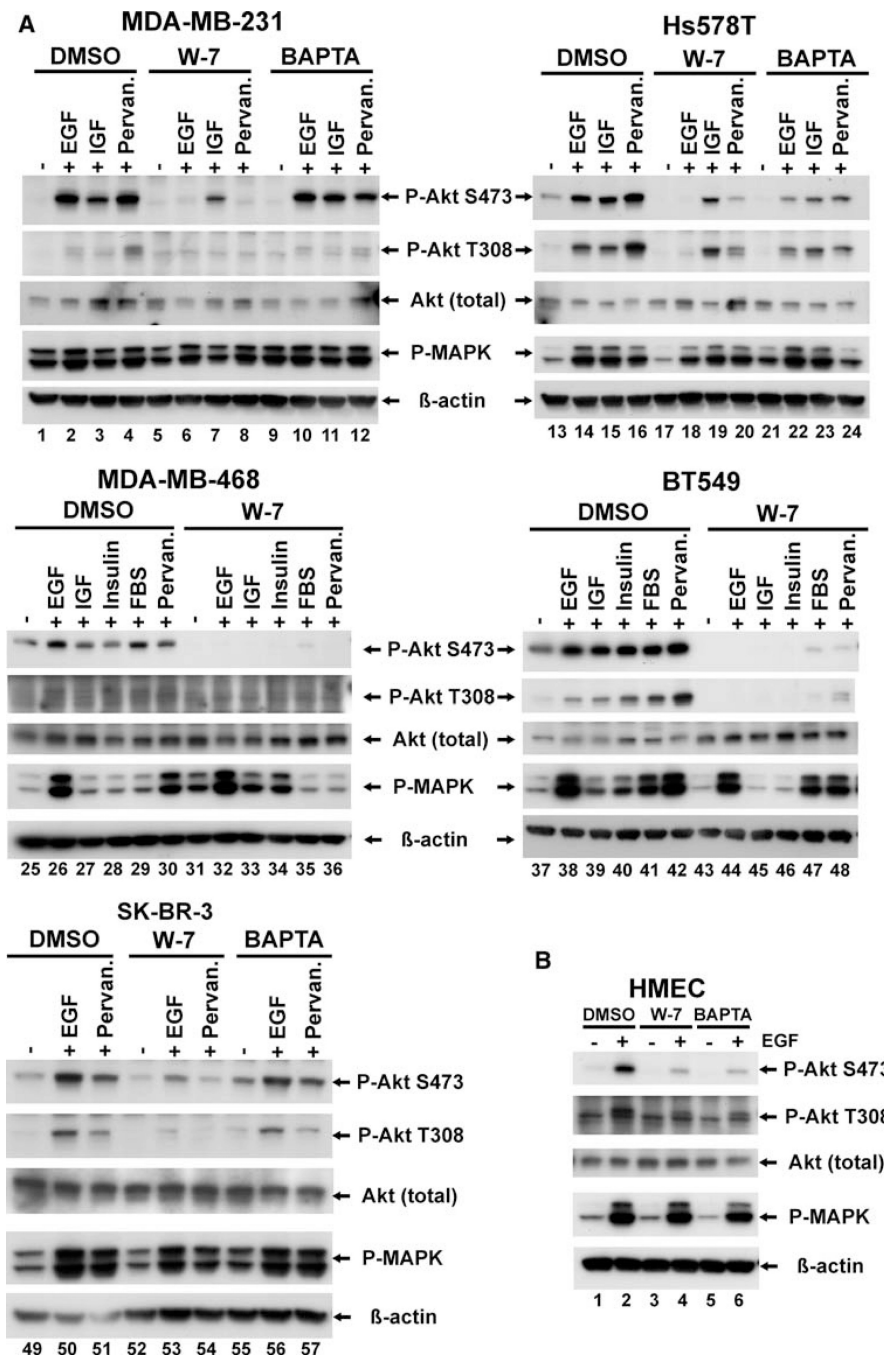 A
MDA-MB-231
DMSO W-7 BAPTA
- EGF + IGF + Pervan. + - EGF + IGF + Pervan. + - EGF + IGF + Pervan. +
Hs578T
DMSO W-7 BAPTA
- EGF + IGF + Pervan. + - EGF + IGF + Pervan. + - EGF + IGF + Pervan. +
P-Akt S473
P-Akt T308
Akt (total)
P-MAPK
ß-actin
1 2 3 4 5 6 7 8 9 10 11 12
13 14 15 16 17 18 19 20 21 22 23 24
MDA-MB-468
DMSO W-7
- EGF + IGF + Insulin + FBS + Pervan. + - EGF + IGF + Insulin + FBS + Pervan. +
BT549
DMSO W-7
- EGF + IGF + Insulin + FBS + Pervan. + - EGF + IGF + Insulin + FBS + Pervan. +
P-Akt S473
P-Akt T308
Akt (total)
P-MAPK
ß-actin
25 26 27 28 29 30 31 32 33 34 35 36
37 38 39 40 41 42 43 44 45 46 47 48
SK-BR-3
DMSO W-7 BAPTA
- EGF + Pervan. + - EGF + Pervan. + - EGF + Pervan. +
P-Akt S473
P-Akt T308
Akt (total)
P-MAPK
ß-actin
49 50 51 52 53 54 55 56 57
B
HMEC
DMSO W-7 BAPTA
- + - + - + EGF
P-Akt S473
P-Akt T308
Akt (total)
P-MAPK
ß-actin
1 2 3 4 5 6